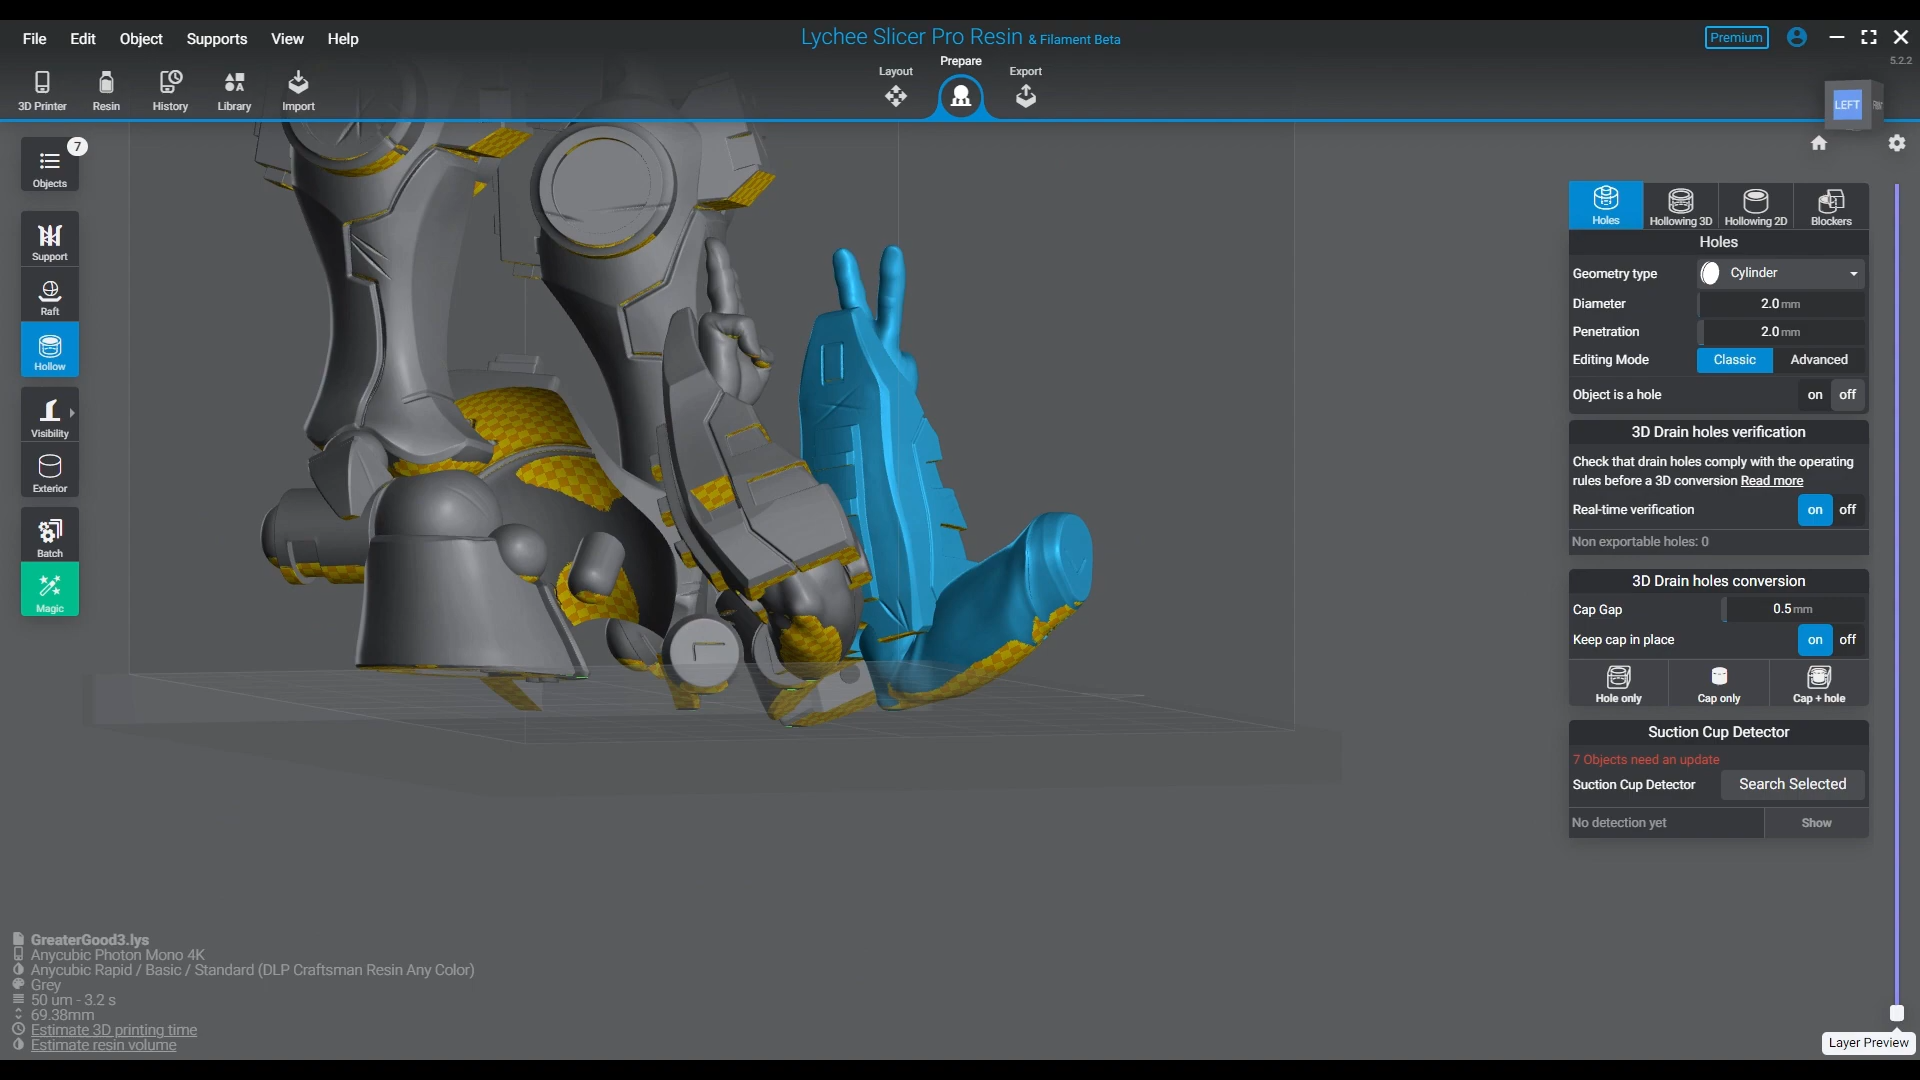 File Edit Object Supports View Help
Lychee Slicer Pro Resin & Filament Beta
Premium
5.2.2
3D Printer Resin History Library Import
Layout Prepare Export
LEFT
7
Objects
Support
Raft
Hollow
Visibility
Exterior
Batch
Magic
Holes Hollowing 3D Hollowing 2D Blockers
Holes
Geometry type Cylinder
Diameter 2.0 mm
Penetration 2.0 mm
Editing Mode Classic Advanced
Object is a hole on off
3D Drain holes verification
Check that drain holes comply with the operating
rules before a 3D conversion Read more
Real-time verification on off
Non exportable holes: 0
3D Drain holes conversion
Cap Gap 0.5 mm
Keep cap in place on off
Hole only Cap only Cap + hole
Suction Cup Detector
7 Objects need an update
Suction Cup Detector Search Selected
No detection yet Show
GreaterGood3.lys
Anycubic Photon Mono 4K
Anycubic Rapid / Basic / Standard (DLP Craftsman Resin Any Color)
Grey
50 um - 3.2 s
69.38mm
Estimate 3D printing time
Estimate resin volume
Layer Preview